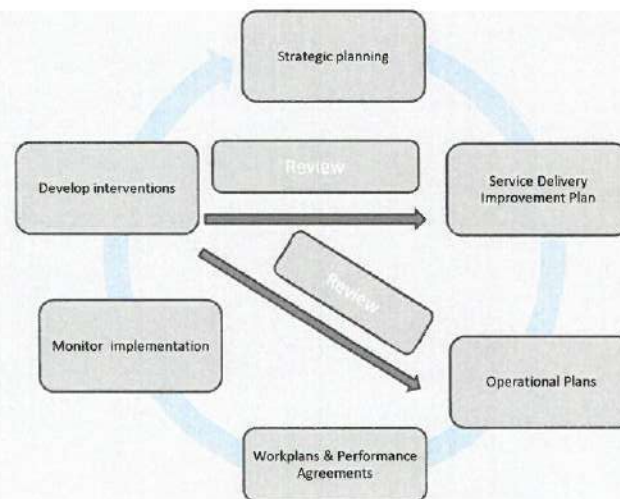 Strategic planning
Review
Develop interventions
Service Delivery
Improvement Plan
Review
Monitor implementation
Operational Plans
Workplans & Performance
Agreements